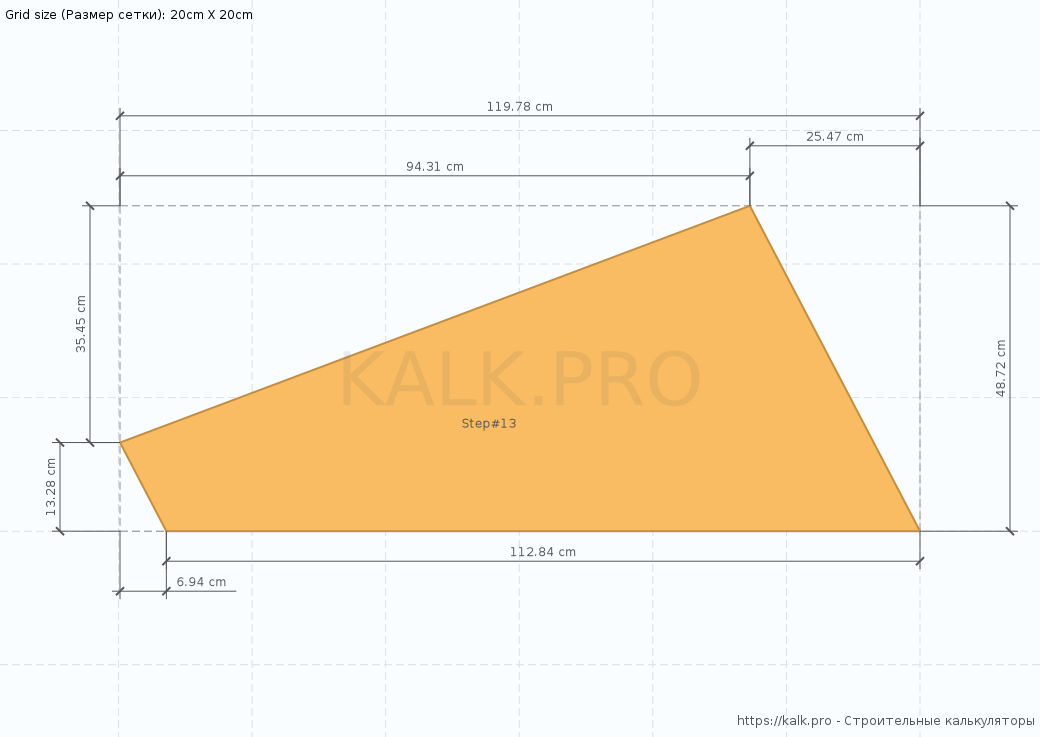 Grid size (Размер сетки): 20cm X 20cm
119.78 cm
25.47 cm
94.31 cm
35.45 cm
48.72 cm
KALK.PRO
Step#13
13.28 cm
112.84 cm
6.94 cm
https://kalk.pro - Строительные калькуляторы